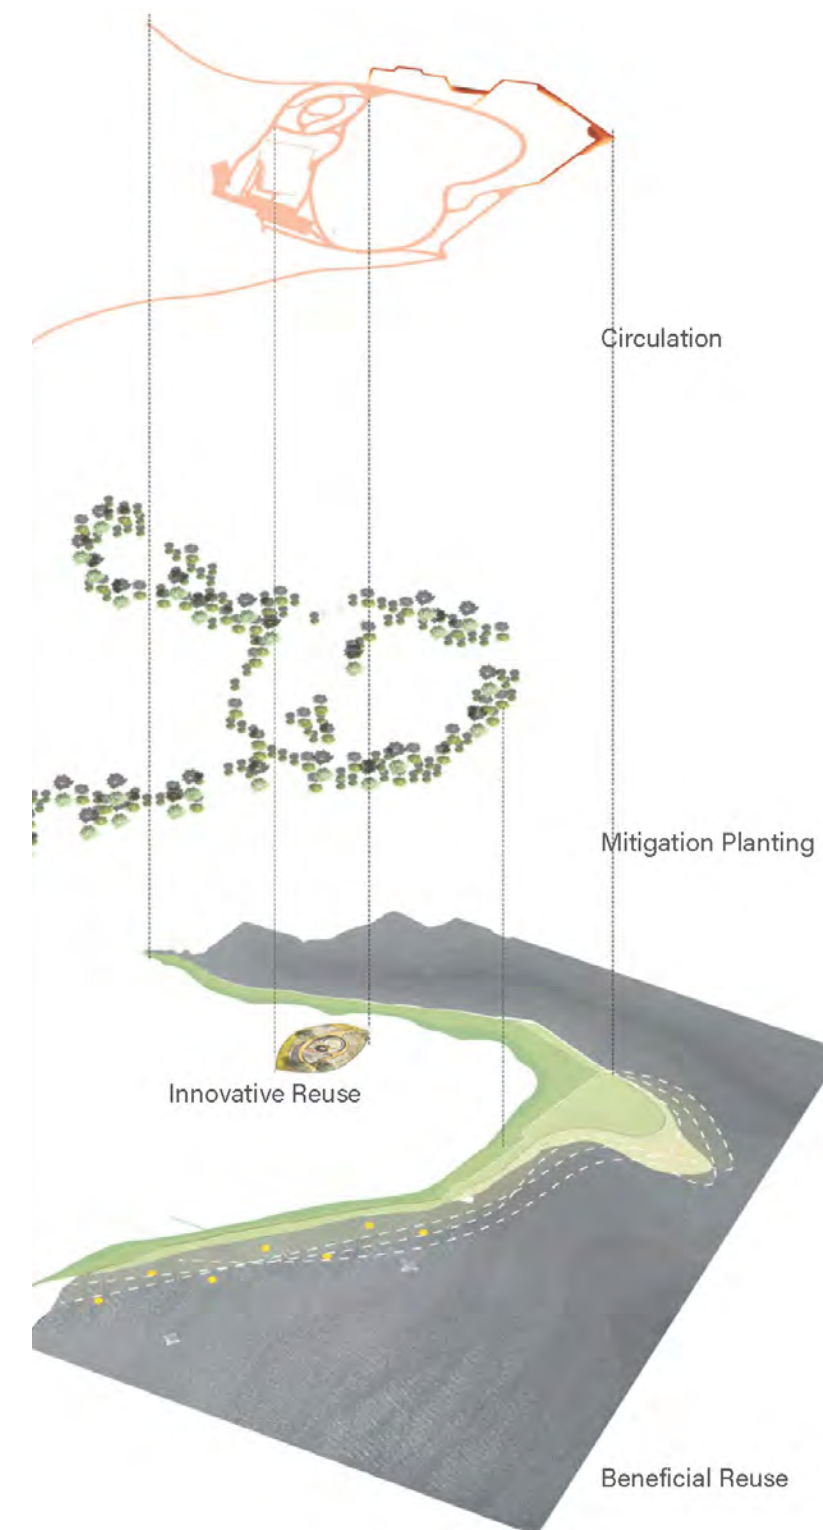 Circulation
Mitigation Planting
Innovative Reuse
Beneficial Reuse